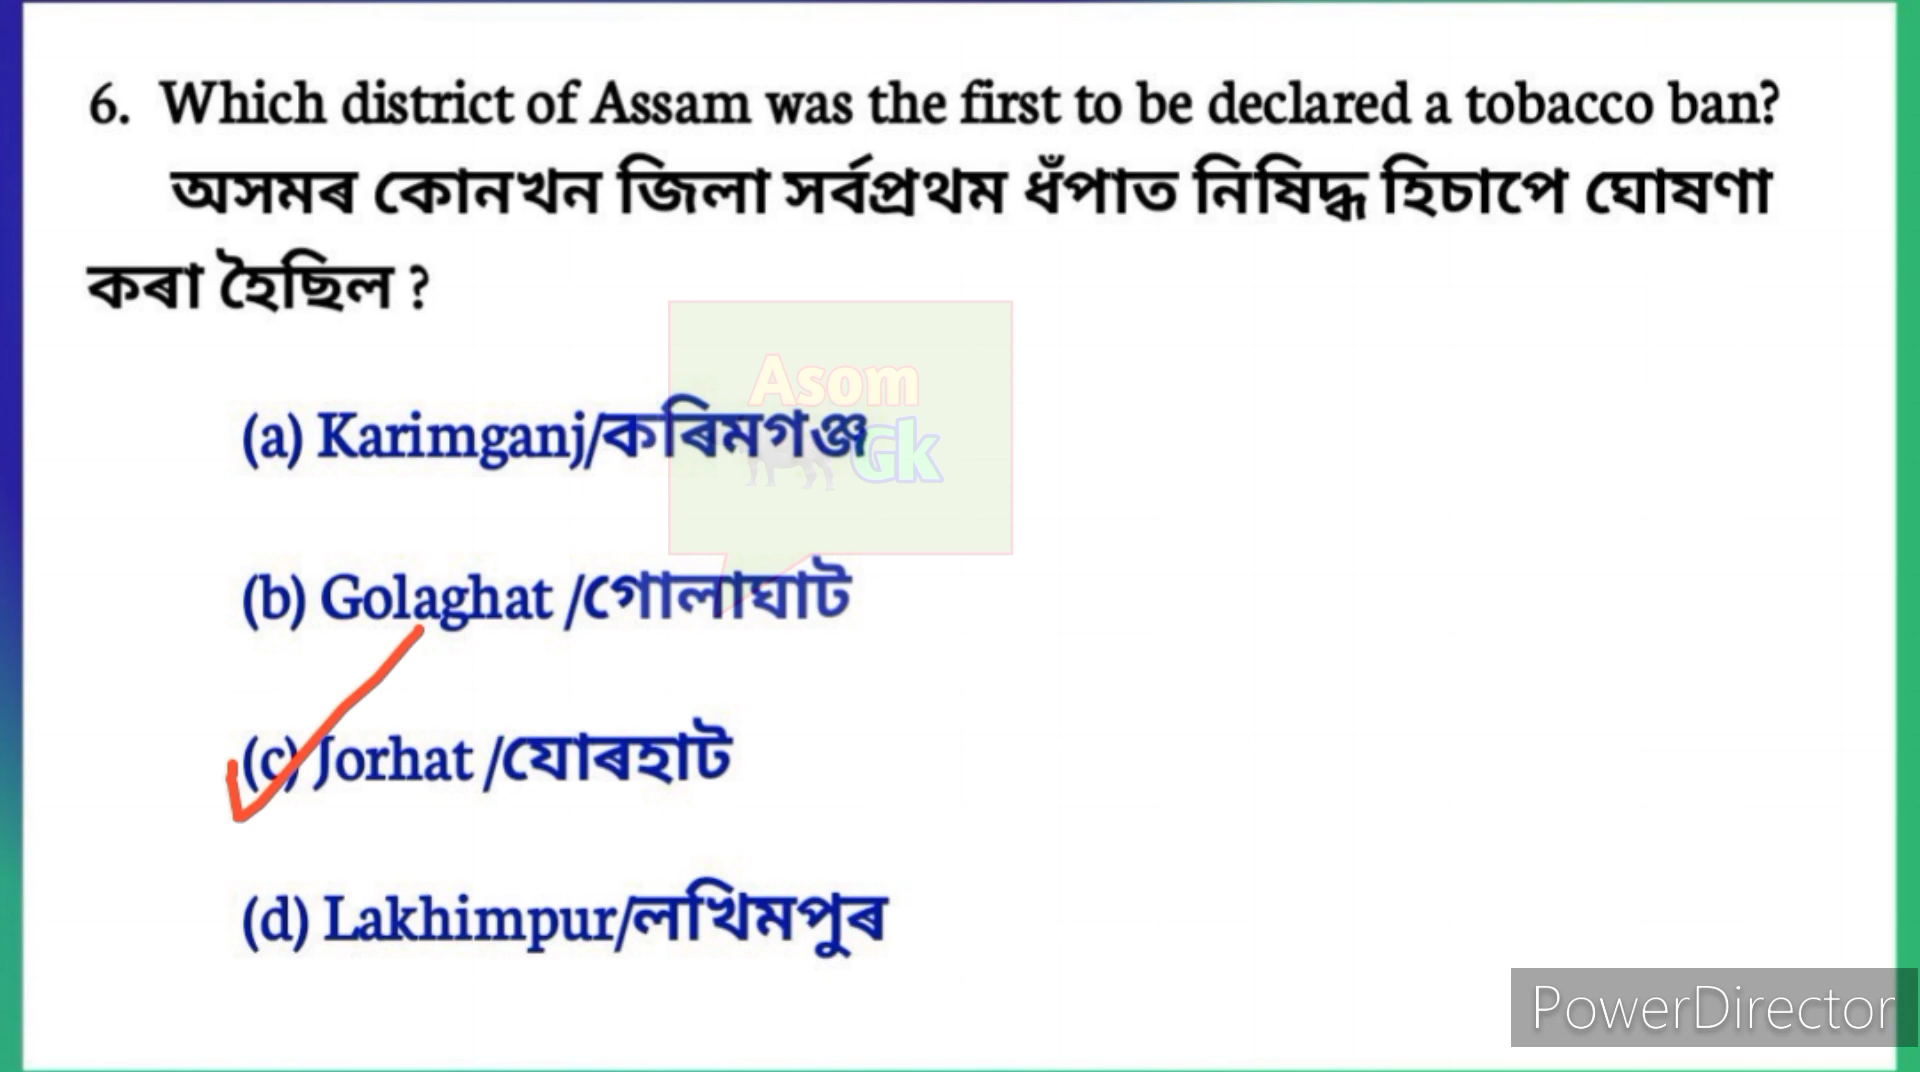 6. Which district of Assam was the first to be declared a tobacco ban?
অসমৰ কোনখন জিলা সৰ্বপ্ৰথম ধঁপাত নিষিদ্ধ হিচাপে ঘোষণা
কৰা হৈছিল ?
Asom
(a) Karimganj/কৰিমগঞ্জ
Gk
(b) Golaghat /গোলাঘাট
(c) Jorhat /যোৰহাট
(d) Lakhimpur/লখিমপুৰ
PowerDirector